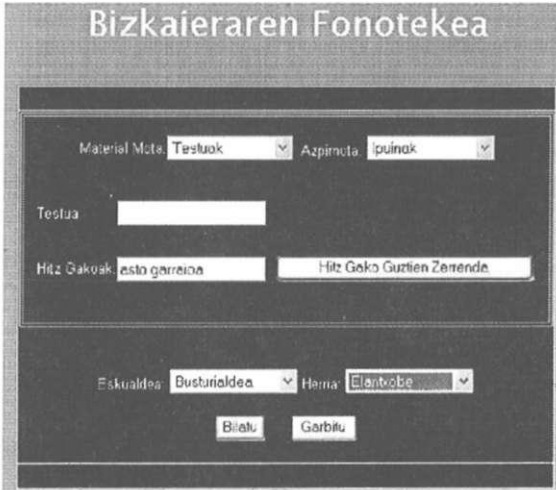 Bizkaieraren Fonotekea
Material Mota: Testuak Azpimota: Ipuinak
Testua
Hitz Gakoak: asto garraioa Hitz Gako Guztien Zerrenda
Eskualdea: Busturialdea Herria: Elantxobe
Bilatu Garbitu